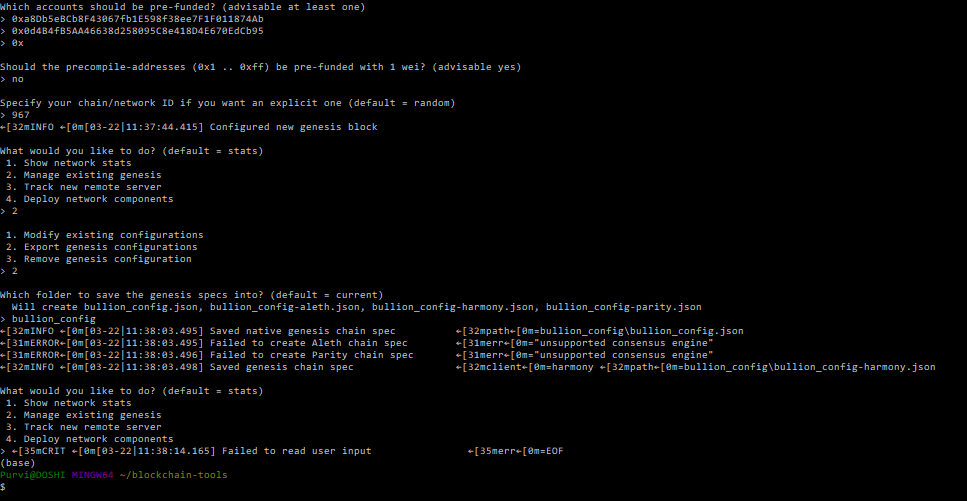 Which accounts should be pre-funded? (advisable at least one)
> 0xa8Db5eBCb8F43067fb1E598f38ee7F1F011874Ab
> 0x0d4B4fB5AA46638d258095C8e418D4E670EdCb95
> 0x
Should the precompile-addresses (0x1 .. 0xff) be pre-funded with 1 wei? (advisable yes)
> no
Specify your chain/network ID if you want an explicit one (default = random)
> 967
←[32mINFO ←[0m[03-22|11:37:44.415] Configured new genesis block
What would you like to do? (default = stats)
1. Show network stats
2. Manage existing genesis
3. Track new remote server
4. Deploy network components
> 2
1. Modify existing configurations
2. Export genesis configurations
3. Remove genesis configuration
> 2
Which folder to save the genesis specs into? (default = current)
Will create bullion_config.json, bullion_config-aleth.json, bullion_config-harmony.json, bullion_config-parity.json
> bullion_config
←[32mINFO ←[0m[03-22|11:38:03.495] Saved native genesis chain spec ←[32mpath←[0m=bullion_config\bullion_config.json
←[31mERROR←[0m[03-22|11:38:03.495] Failed to create Aleth chain spec ←[31merr←[0m="unsupported consensus engine"
←[31mERROR←[0m[03-22|11:38:03.496] Failed to create Parity chain spec ←[31merr←[0m="unsupported consensus engine"
←[32mINFO ←[0m[03-22|11:38:03.498] Saved genesis chain spec ←[32mclient←[0m=harmony ←[32mpath←[0m=bullion_config\bullion_config-harmony.json
What would you like to do? (default = stats)
1. Show network stats
2. Manage existing genesis
3. Track new remote server
4. Deploy network components
> ←[35mCRIT ←[0m[03-22|11:38:14.165] Failed to read user input ←[35merr←[0m=EOF
(base)
Purvi@DOSHI MINGW64 ~/blockchain-tools
$